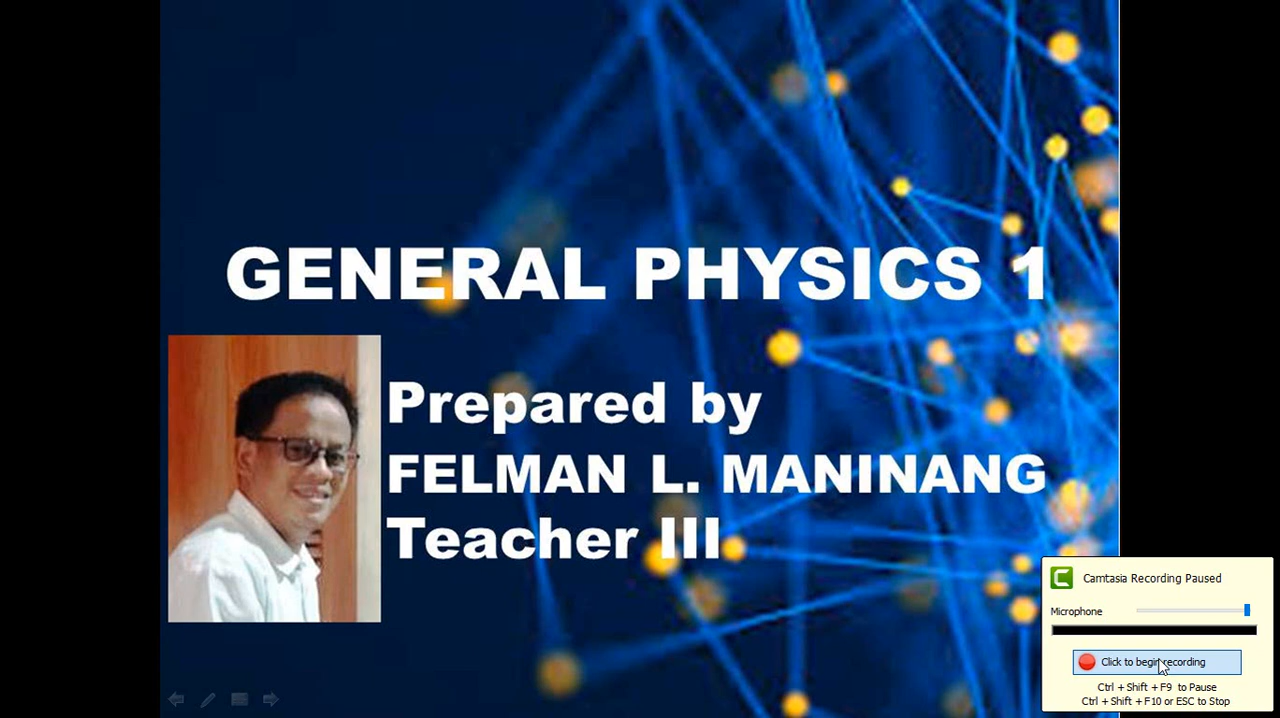 GENERAL PHYSICS 1
Prepared by
FELMAN L. MANINANG
Teacher III
Camtasia Recording Paused
Microphone
Click to begin recording
Ctrl + Shift + F9 to Pause
Ctrl + Shift + F10 or ESC to Stop